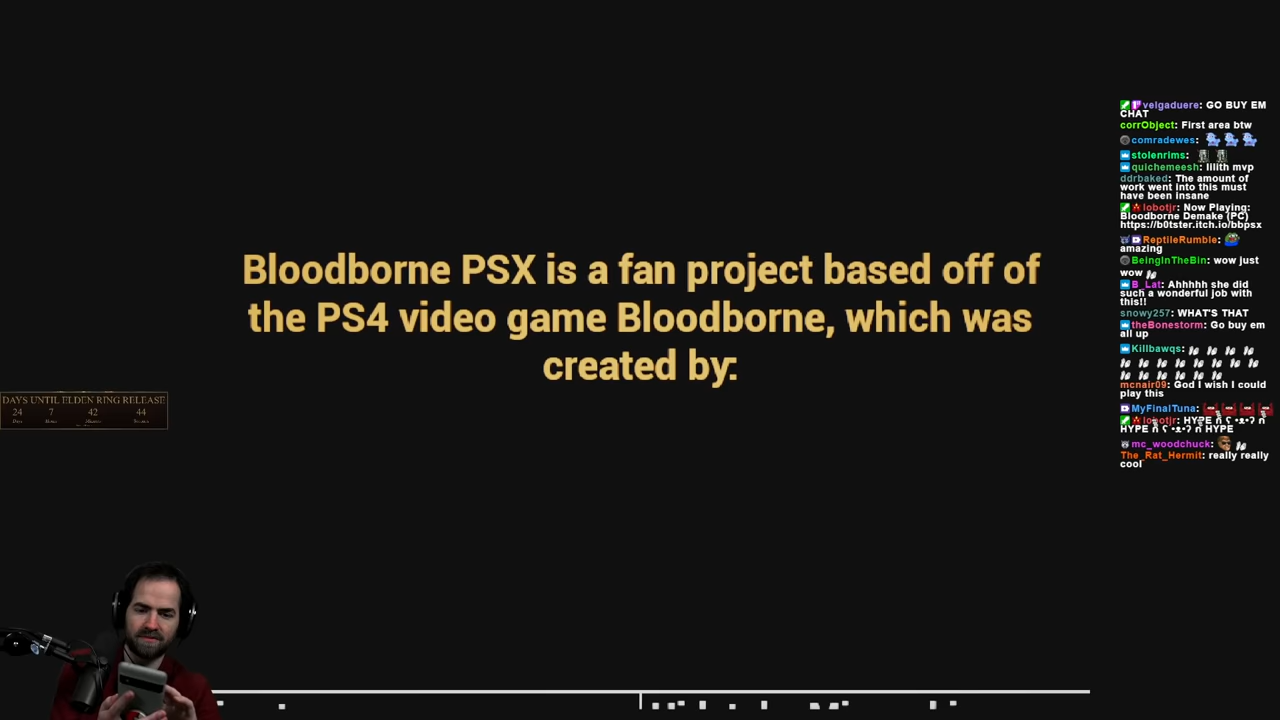 Bloodborne PSX is a fan project based off of
the PS4 video game Bloodborne, which was
created by:
DAYS UNTIL ELDEN RING RELEASE
24 7 42 44
Days
velgaduere: GO BUY EM
CHAT
corrObject: First area btw
comradewes:
stolenrims:
quichemeesh: lilith mvp
ddrbaked: The amount of
work went into this must
have been insane
lobotjr: Now Playing:
Bloodborne Demake (PC)
https://b0tster.itch.io/bbpsx
ReptileRumble:
amazing
BeingInTheBin: wow just
wow
B_Lat: Ahhhhh she did
such a wonderful job with
this!!
snowy257: WHAT'S THAT
theBonestorm: Go buy em
all up
Killbawqs:
mcnair09: God I wish I could
play this
MyFinalTuna:
lobotjr: HYPE
HYPE HYPE
mc_woodchuck:
The_Rat_Hermit: really really
cool